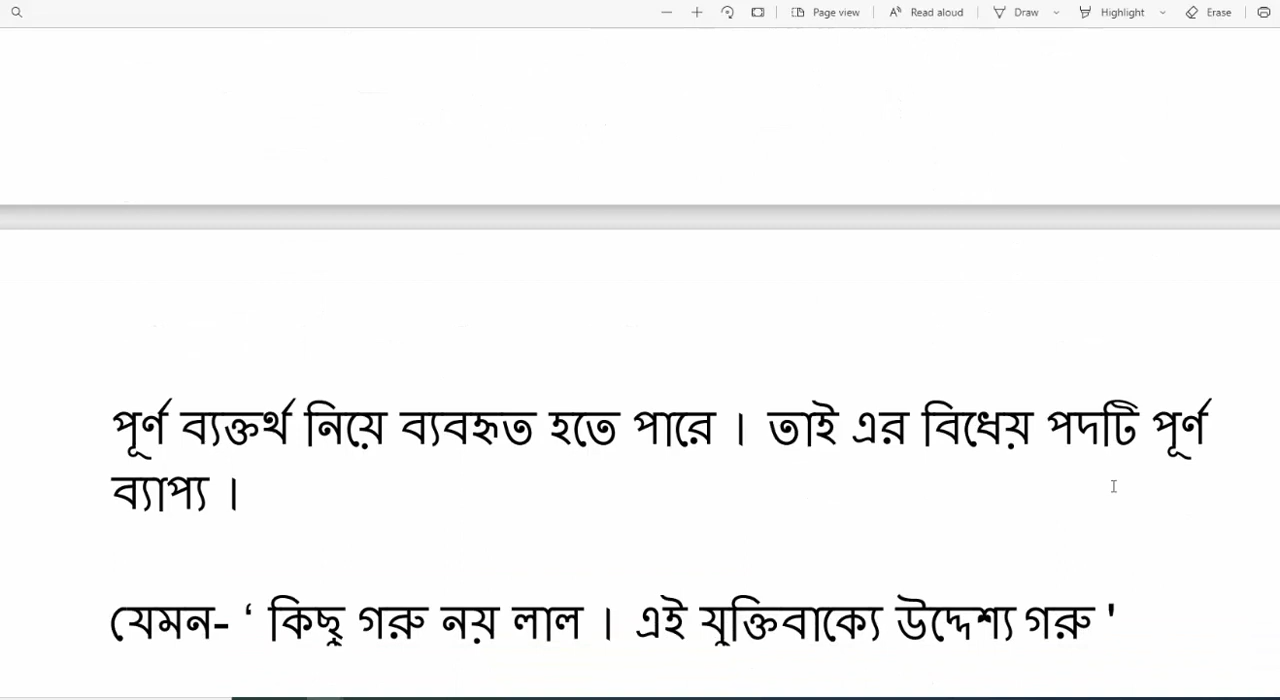 Page view Read aloud Draw Highlight Erase
পূর্ণ ব্যক্তর্থ নিয়ে ব্যবহৃত হতে পারে । তাই এর বিধেয় পদটি পূর্ণ
ব্যাপ্য ।
যেমন- ‘ কিছু গরু নয় লাল । এই যুক্তিবাক্যে উদ্দেশ্য গরু '